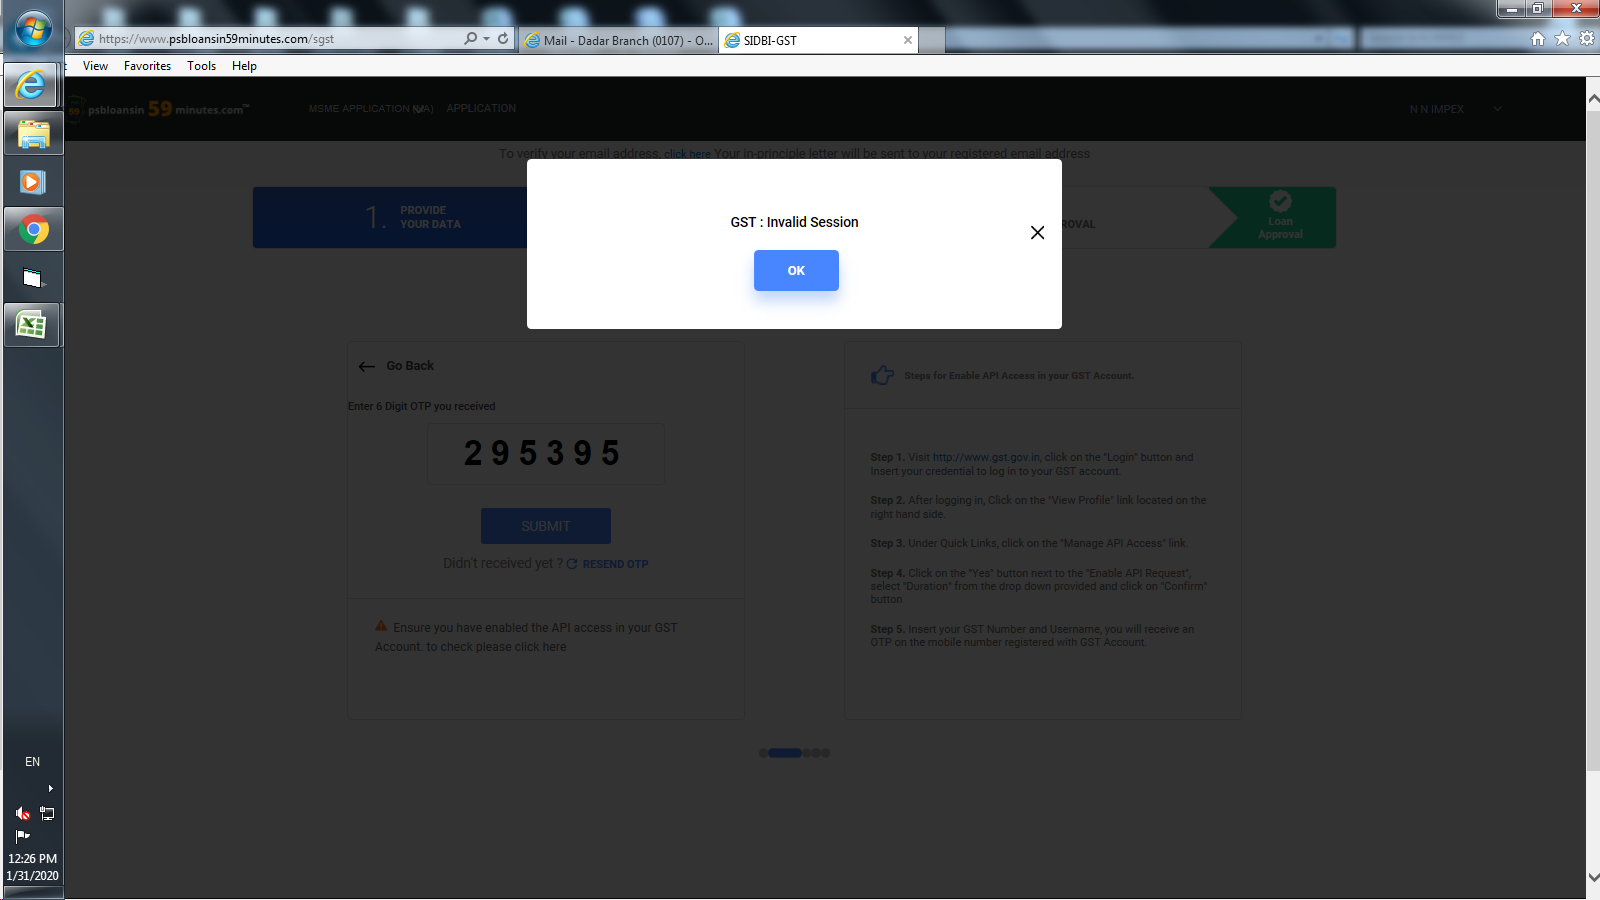 https://www.psbloansin59minutes.com/sgst
Mail - Dadar Branch (0107) - O...
SIDBI-GST
View Favorites Tools Help
psbloansin 59 minutes.com™
MSME APPLICATION
APPLICATION
N N IMPEX
To verify your email address, click here Your in-principle letter will be sent to your registered email address
1. PROVIDE
YOUR DATA
ROVAL
Loan
Approval
GST : Invalid Session
OK
Go Back
Enter 6 Digit OTP you received
295395
SUBMIT
Didn't received yet ? RESEND OTP
Ensure you have enabled the API access in your GST
Account. to check please click here
Steps for Enable API Access in your GST Account.
Step 1. Visit http://www.gst.gov.in, click on the "Login" button and
Insert your credential to log in to your GST account.
Step 2. After logging in, Click on the "View Profile" link located on the
right hand side.
Step 3. Under Quick Links, click on the "Manage API Access" link.
Step 4. Click on the "Yes" button next to the "Enable API Request",
select "Duration" from the drop down provided and click on "Confirm"
button
Step 5. Insert your GST Number and Username, you will receive an
OTP on the mobile number registered with GST Account.
EN
12:26 PM
1/31/2020